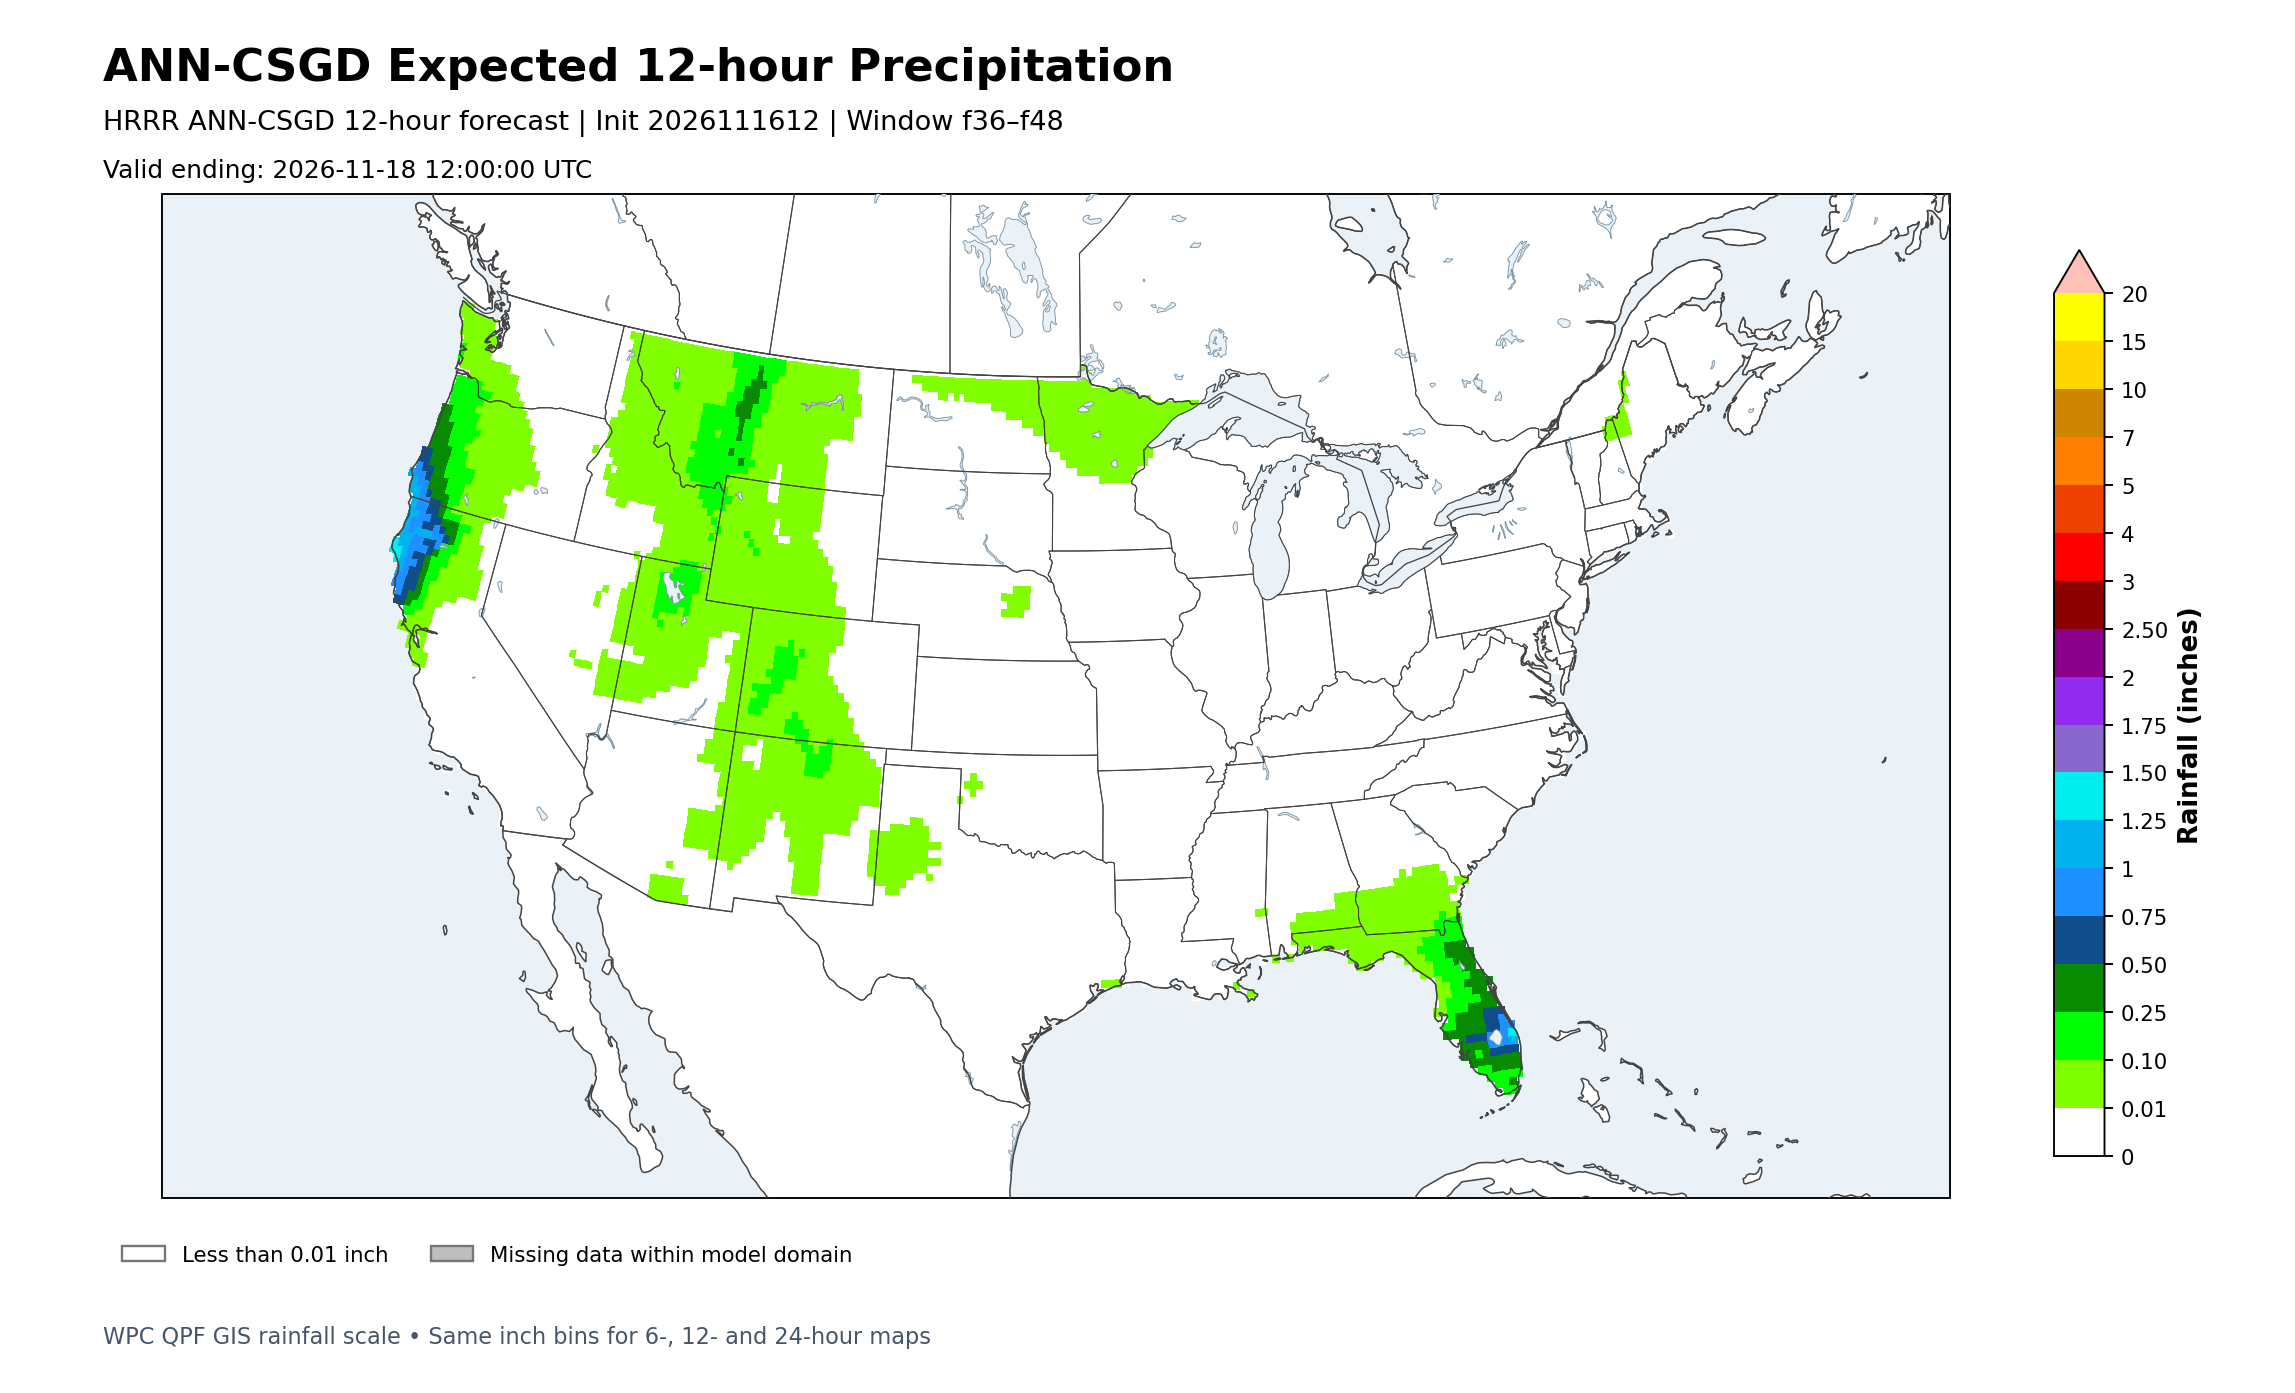 ANN-CSGD Expected 12-hour Precipitation
HRRR ANN-CSGD 12-hour forecast | Init 2026111612 | Window f36–f48
Valid ending: 2026-11-18 12:00:00 UTC
20
15
10
7
5
4
3
2.50
2
1.75
1.50
1.25
1
0.75
0.50
0.25
0.10
0.01
0
Rainfall (inches)
Less than 0.01 inch
Missing data within model domain
WPC QPF GIS rainfall scale • Same inch bins for 6-, 12- and 24-hour maps